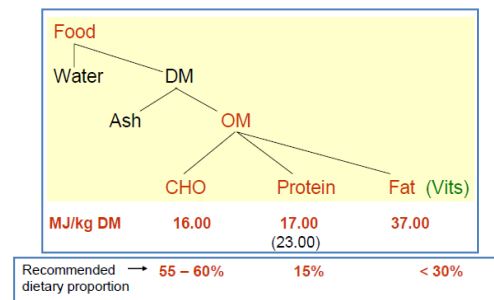 Food
Water DM
Ash OM
CHO Protein Fat (Vits)
MJ/kg DM 16.00 17.00 37.00
(23.00)
Recommended dietary proportion → 55 – 60% 15% < 30%